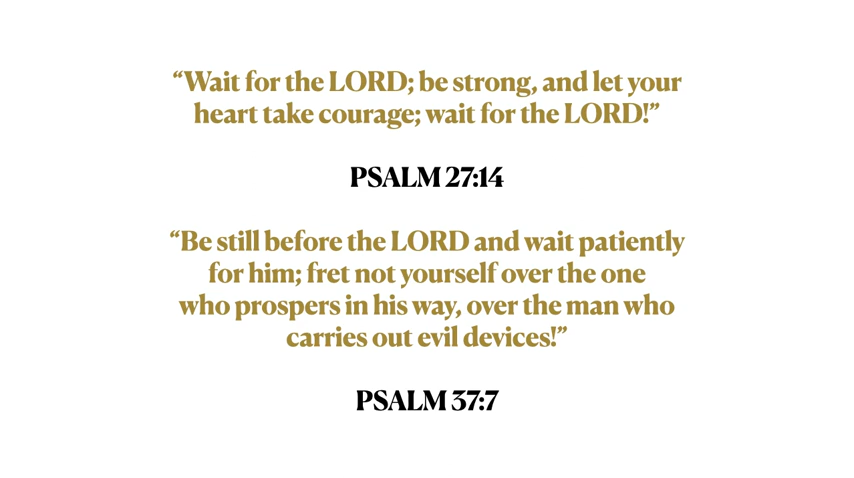 “Wait for the LORD; be strong, and let your
heart take courage; wait for the LORD!”
PSALM 27:14
“Be still before the LORD and wait patiently
for him; fret not yourself over the one
who prospers in his way, over the man who
carries out evil devices!”
PSALM 37:7